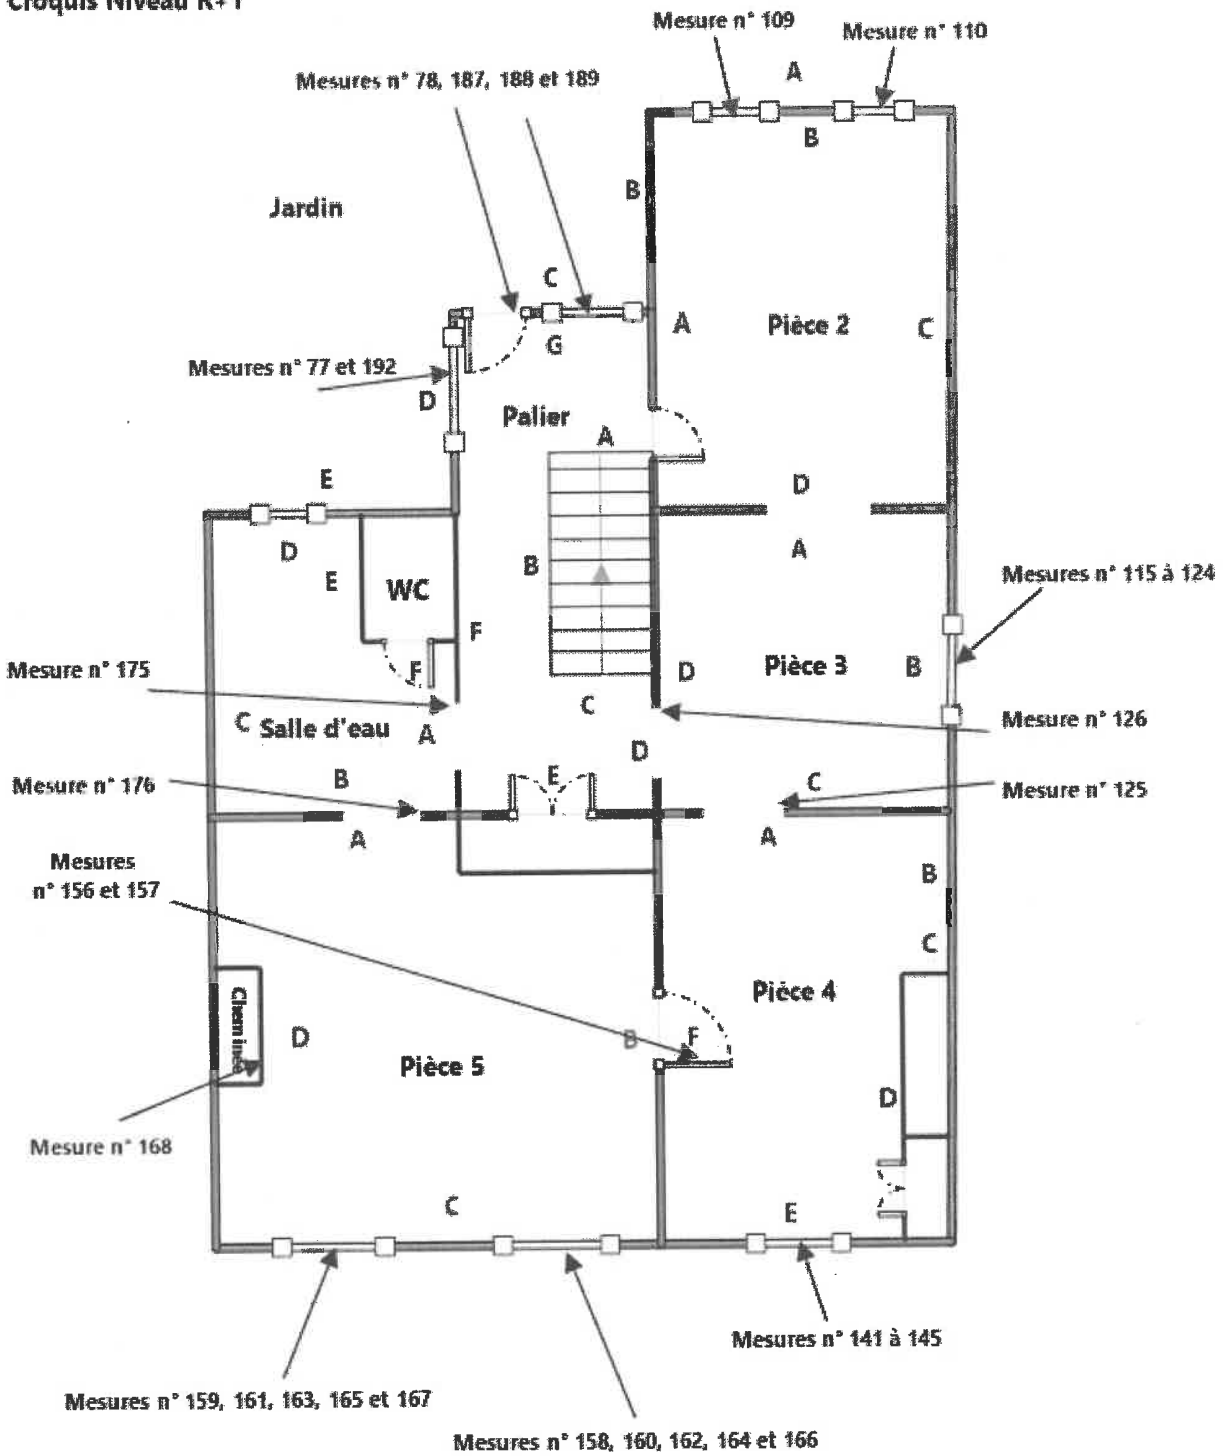 Croquis Niveau R+1
Mesure n° 109
Mesure n° 110
A
Mesures n° 78, 187, 188 et 189
B
B
Jardin
C
A
Pièce 2
C
G
Mesures n° 77 et 192
D
Palier
A
E
D
D
A
E
WC
B
Mesures n° 115 à 124
F
F
Mesure n° 175
D
Pièce 3
B
C
Salle d'eau
A
C
Mesure n° 126
D
B
E
Mesure n° 176
C
Mesure n° 125
A
A
Mesures
n° 156 et 157
B
C
Cheminée
Pièce 4
D
B
F
Pièce 5
D
Mesure n° 168
C
E
Mesures n° 141 à 145
Mesures n° 159, 161, 163, 165 et 167
Mesures n° 158, 160, 162, 164 et 166